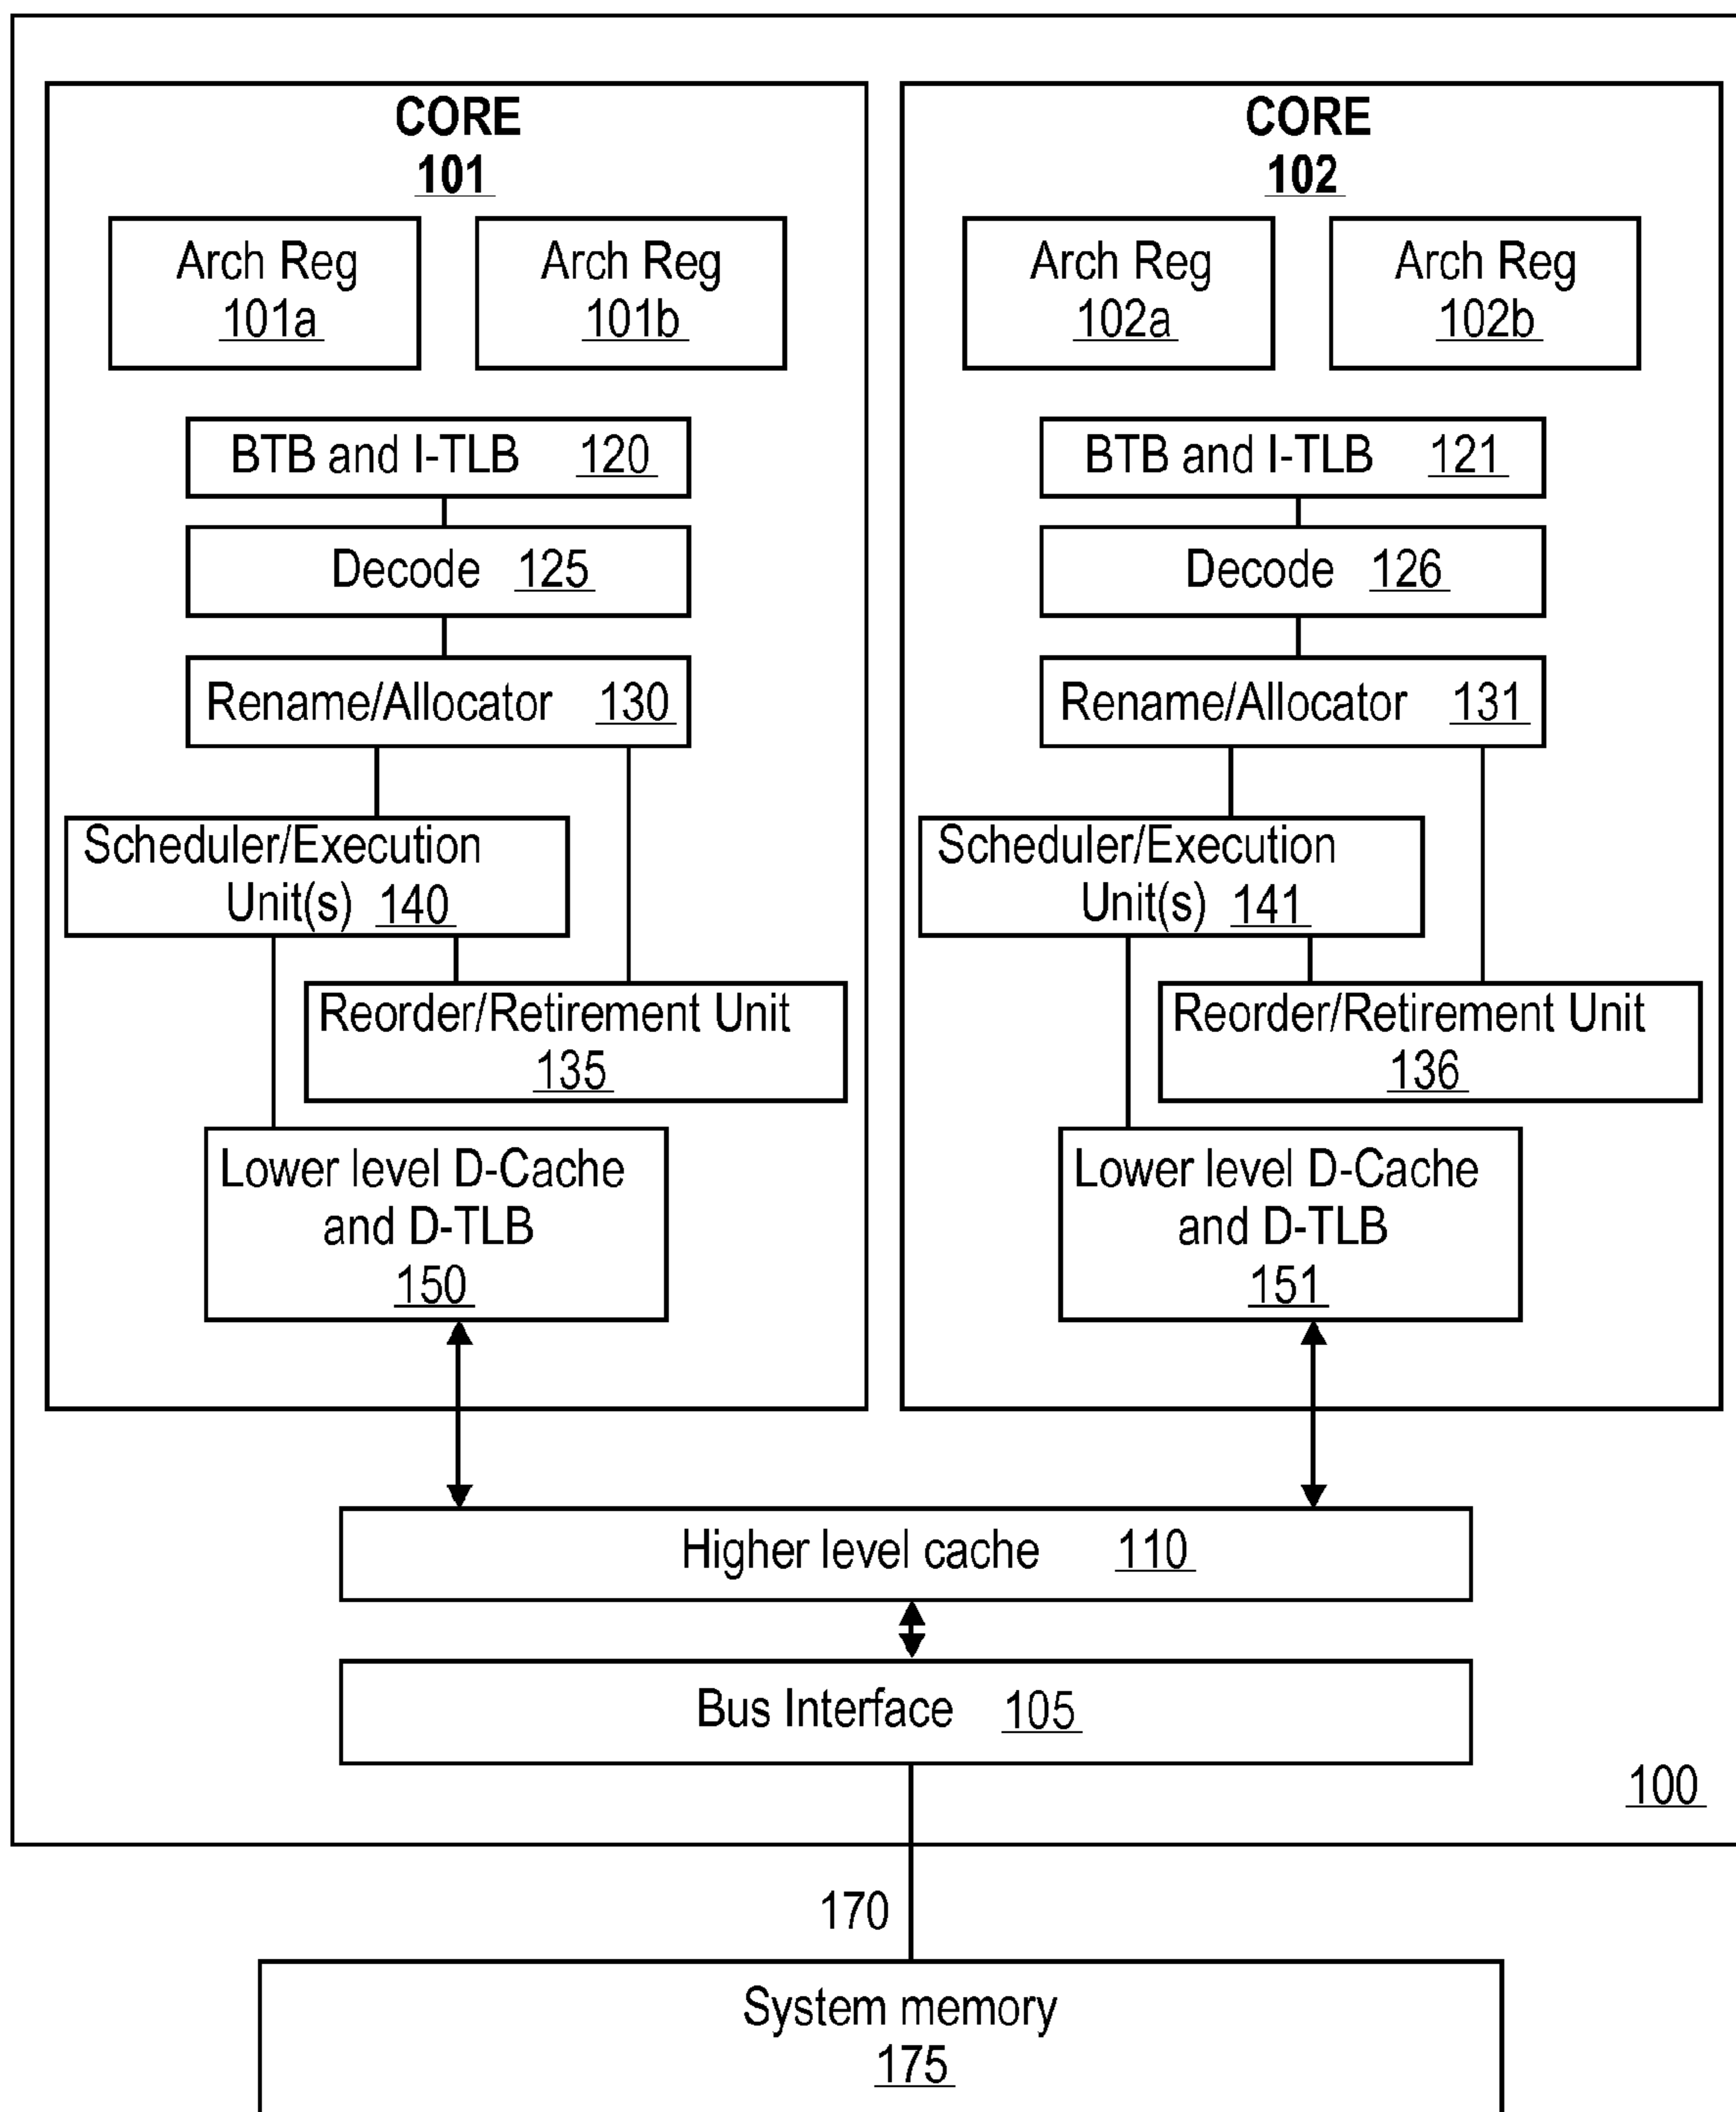 CORE
101
Arch Reg
101a
Arch Reg
101b
BTB and I-TLB 120
Decode 125
Rename/Allocator 130
Scheduler/Execution
Unit(s) 140
Reorder/Retirement Unit
135
Lower level D-Cache
and D-TLB
150
CORE
102
Arch Reg
102a
Arch Reg
102b
BTB and I-TLB 121
Decode 126
Rename/Allocator 131
Scheduler/Execution
Unit(s) 141
Reorder/Retirement Unit
136
Lower level D-Cache
and D-TLB
151
Higher level cache 110
Bus Interface 105
100
170
System memory
175